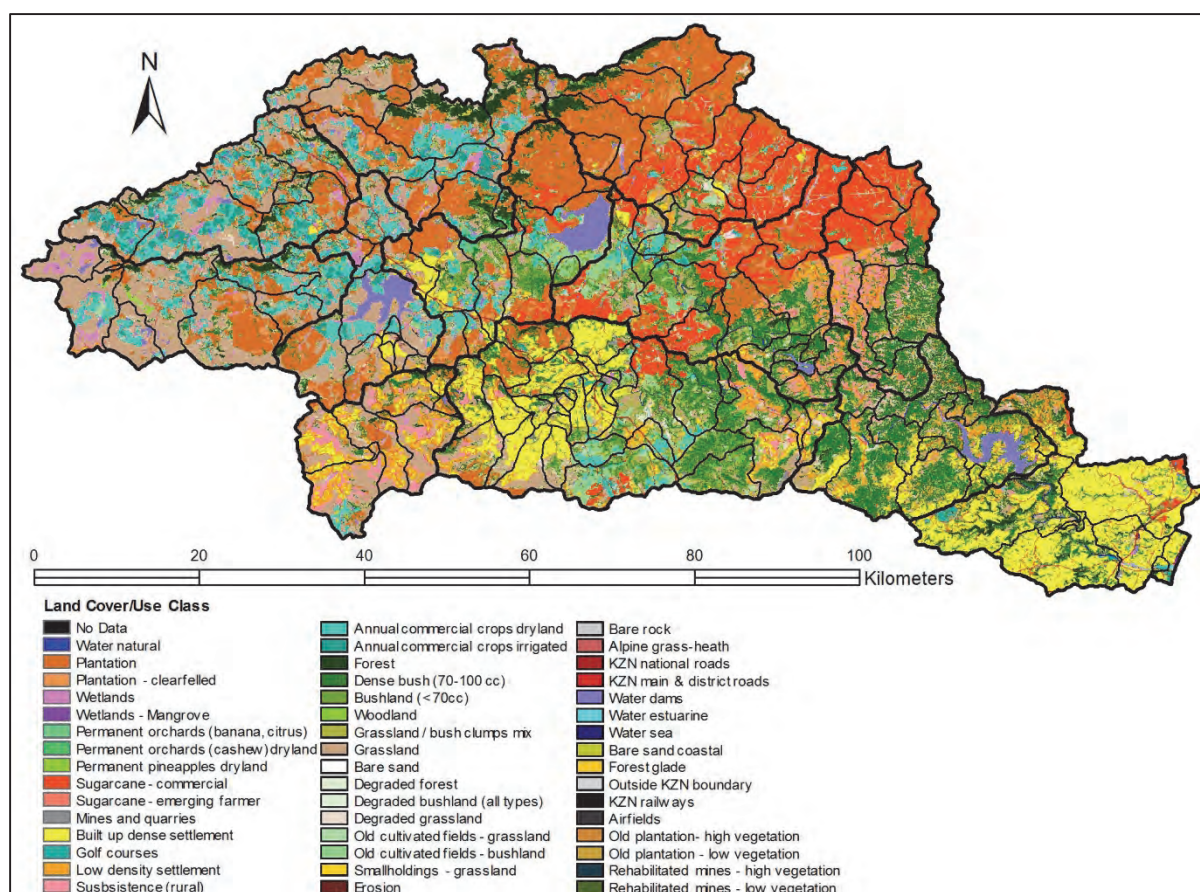 N
0 20 40 60 80 100
Kilometers
Land Cover/Use Class
No Data
Water natural
Plantation
Plantation - clearfelled
Wetlands
Wetlands - Mangrove
Permanent orchards (banana, citrus)
Permanent orchards (cashew) dryland
Permanent pineapples dryland
Sugarcane - commercial
Sugarcane - emerging farmer
Mines and quarries
Built up dense settlement
Golf courses
Low density settlement
Susbsistence (rural)
Annual commercial crops dryland
Annual commercial crops irrigated
Forest
Dense bush (70-100 cc)
Bushland (<70cc)
Woodland
Grassland / bush clumps mix
Grassland
Bare sand
Degraded forest
Degraded bushland (all types)
Degraded grassland
Old cultivated fields - grassland
Old cultivated fields - bushland
Smallholdings - grassland
Erosion
Bare rock
Alpine grass-heath
KZN national roads
KZN main & district roads
Water dams
Water estuarine
Water sea
Bare sand coastal
Forest glade
Outside KZN boundary
KZN railways
Airfields
Old plantation- high vegetation
Old plantation - low vegetation
Rehabilitated mines - high vegetation
Rehabilitated mines - low vegetation